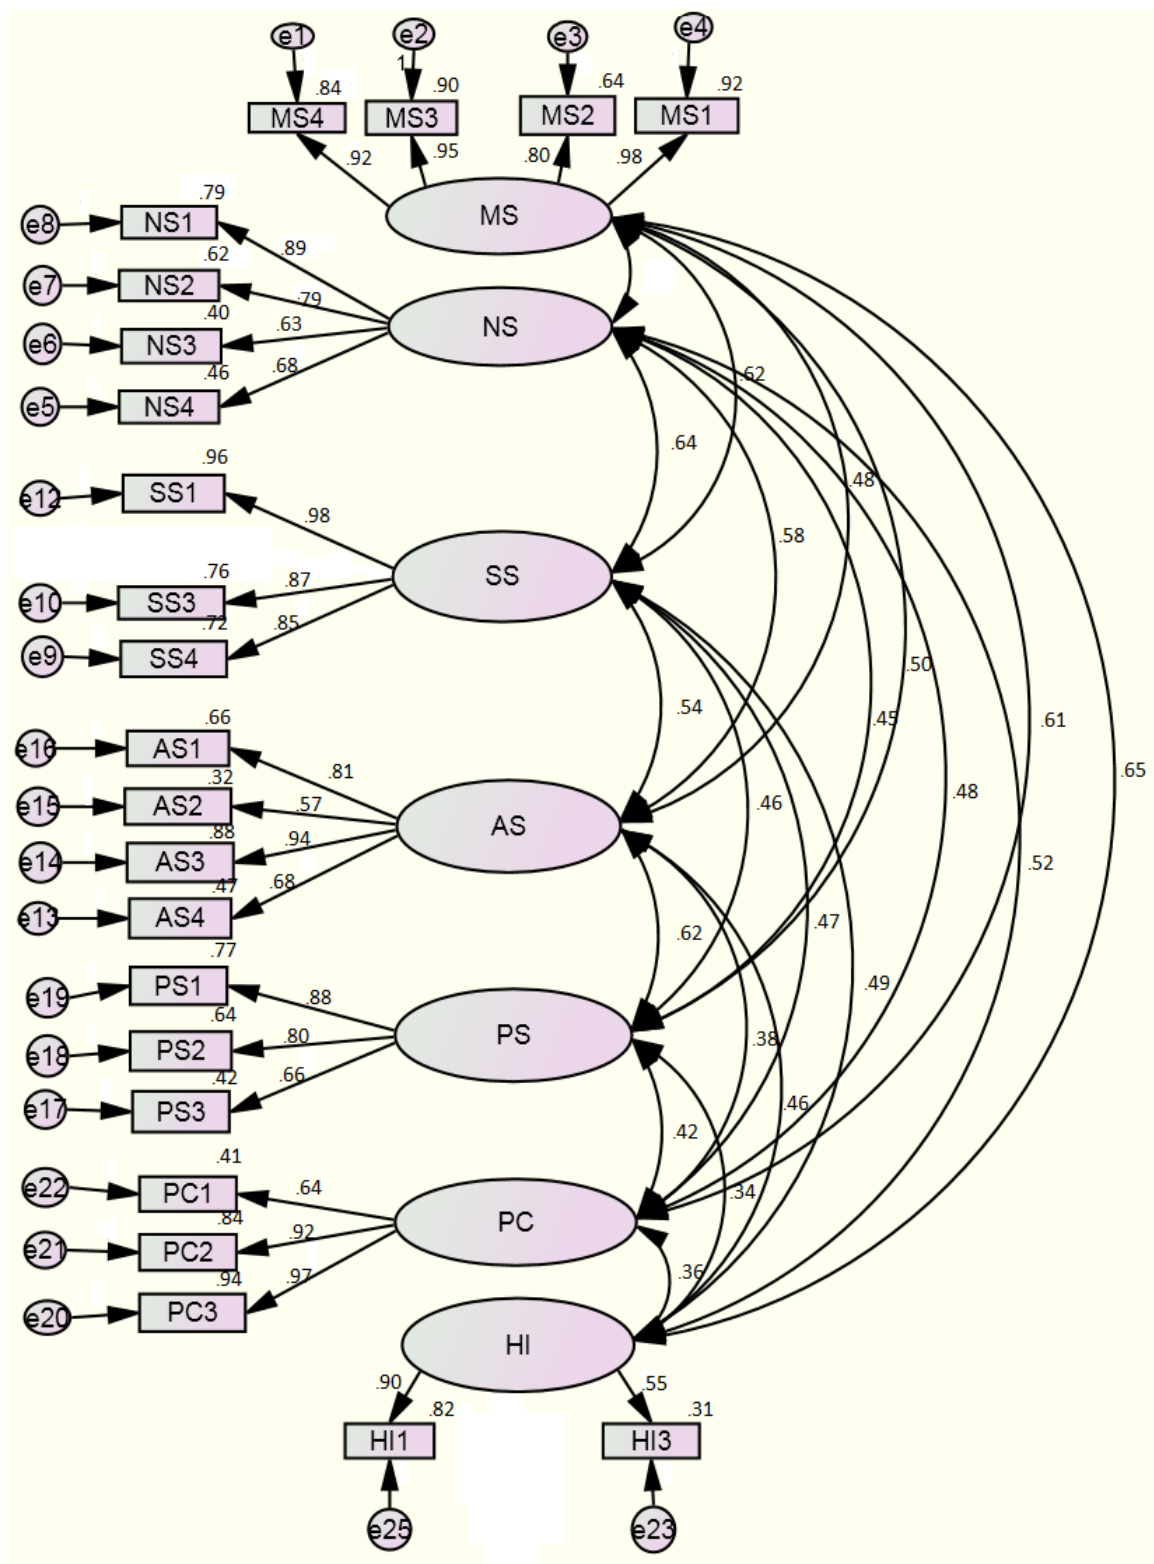 e1 e2 e3 e4
1
.84 .90 .64 .92
MS4 MS3 MS2 MS1
.92 .95 .80 .98
MS
.79
e8 NS1
.89
.62
e7 NS2
.79
NS
.40
e6 NS3
.63
.46
e5 NS4
.68
.62
.64
.96
e12 SS1
.98
.48
.58
.76
e10 SS3
.87
SS
.72
e9 SS4
.85
.50
.54
.45
.66
e16 AS1
.81
.61
.65
.32
e15 AS2
.57
AS
.46
.48
.88
e14 AS3
.94
.52
.47
e13 AS4
.68
.62
.47
.77
e19 PS1
.88
.49
.64
e18 PS2
.80
PS
.38
.42
e17 PS3
.66
.46
.42
.41
e22 PC1
.64
.34
.84
e21 PC2
.92
PC
.94
e20 PC3
.97
.36
HI
.90 .55
.82 .31
HI1 HI3
e25 e23